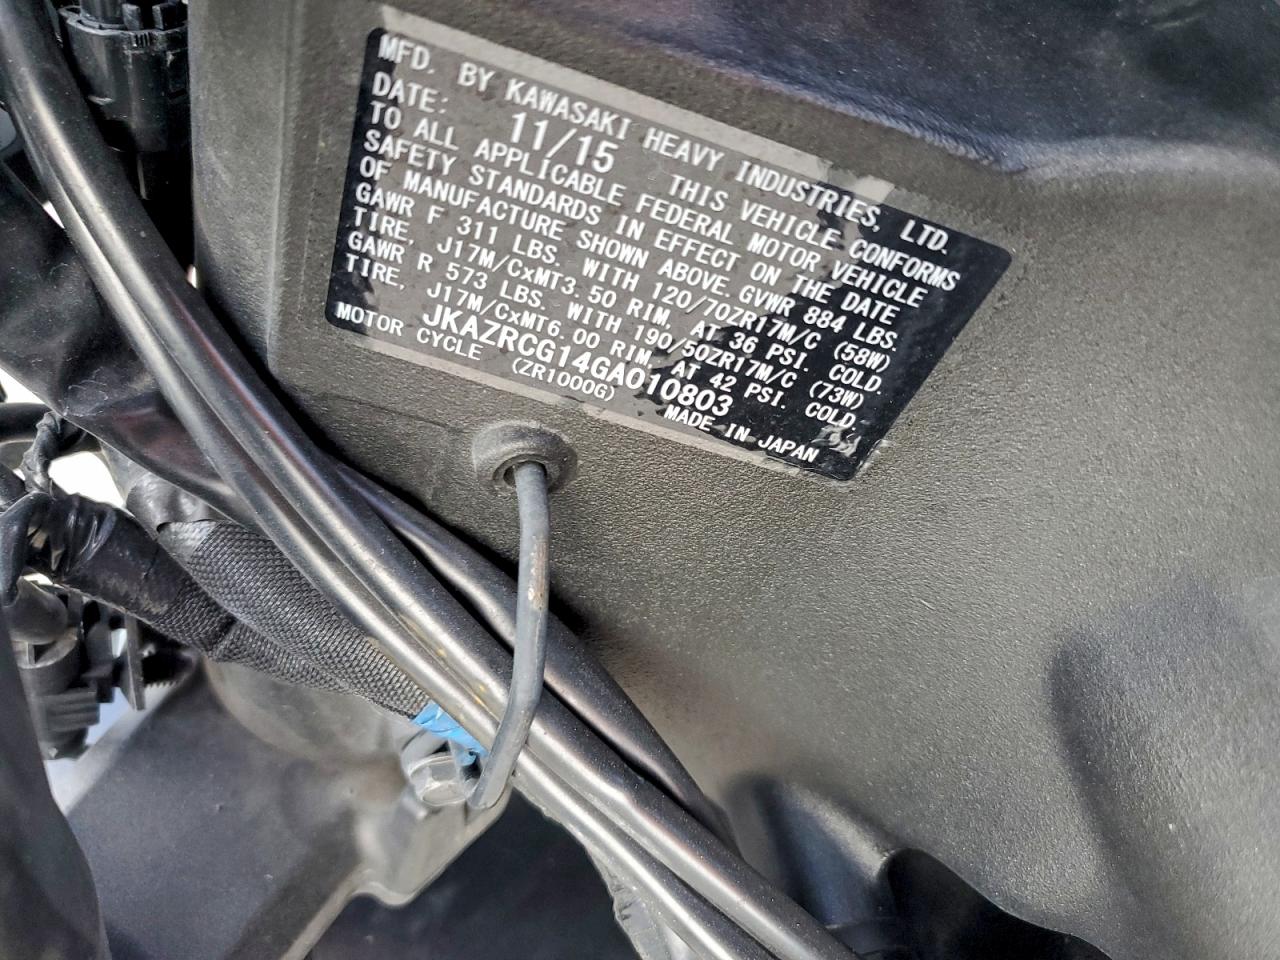 MFD. BY KAWASAKI HEAVY INDUSTRIES, LTD.
DATE: 11/15 THIS VEHICLE CONFORMS
TO ALL APPLICABLE FEDERAL MOTOR VEHICLE
SAFETY STANDARDS IN EFFECT ON THE DATE
OF MANUFACTURE SHOWN ABOVE. GVWR 884 LBS.
GAWR F 311 LBS. WITH 120/70ZR17M/C (58W)
TIRE, J17M/CxMT3.50 RIM, AT 36 PSI. COLD.
GAWR R 573 LBS. WITH 190/50ZR17M/C (73W)
TIRE, J17M/CxMT6.00 RIM, AT 42 PSI. COLD.
JKAZRCG14GA010803
MOTOR CYCLE (ZR1000G) MADE IN JAPAN